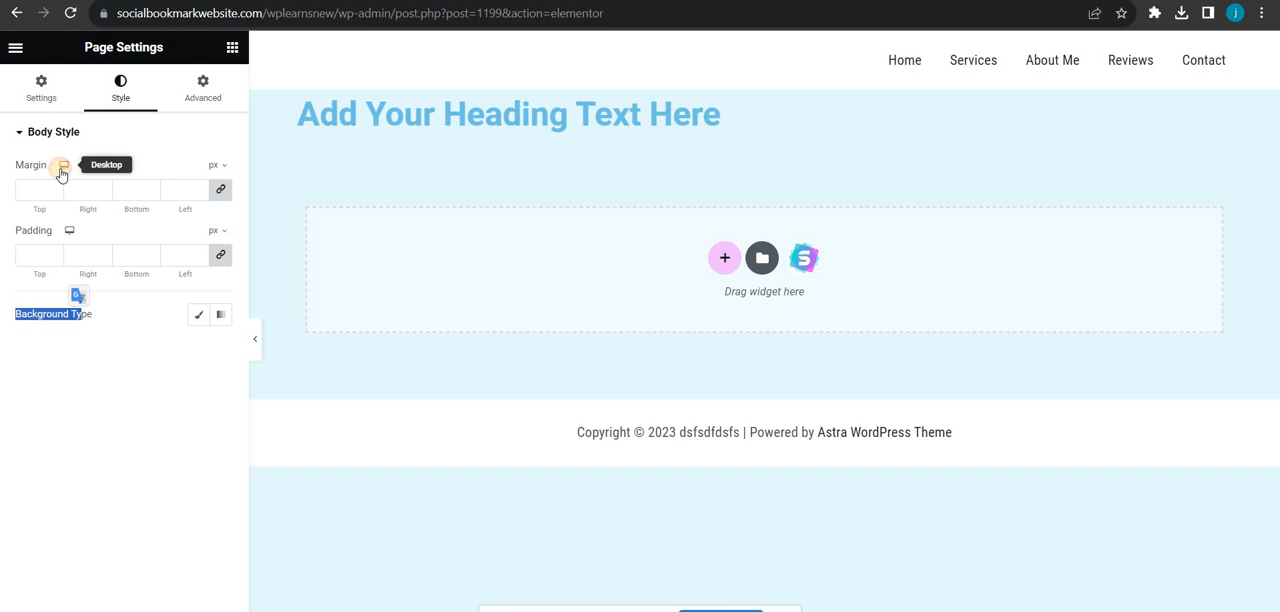 socialbookmarkwebsite.com/wplearnsnew/wp-admin/post.php?post=1199&action=elementor
j
Page Settings
Home Services About Me Reviews Contact
Settings Style Advanced
Add Your Heading Text Here
Body Style
Margin Desktop px
Top Right Bottom Left
Padding px
Top Right Bottom Left
Background Type
Drag widget here
Copyright © 2023 dsfsdfdsfs | Powered by Astra WordPress Theme